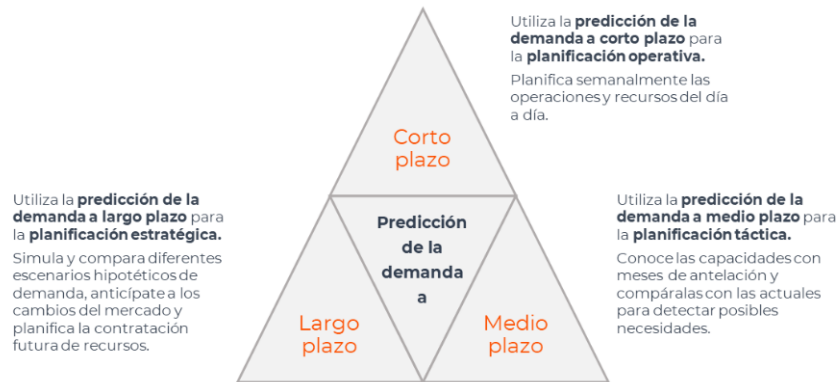 Utiliza la predicción de la
demanda a corto plazo para
la planificación operativa.
Planifica semanalmente las
operaciones y recursos del día
a día.
Corto
plazo
Utiliza la predicción de la
demanda a largo plazo para
la planificación estratégica.
Simula y compara diferentes
escenarios hipotéticos de
demanda, anticípate a los
cambios del mercado y
planifica la contratación
futura de recursos.
Predicción
de la
demanda
a
Utiliza la predicción de la
demanda a medio plazo para
la planificación táctica.
Conoce las capacidades con
meses de antelación y
compáralas con las actuales
para detectar posibles
necesidades.
Largo
plazo
Medio
plazo